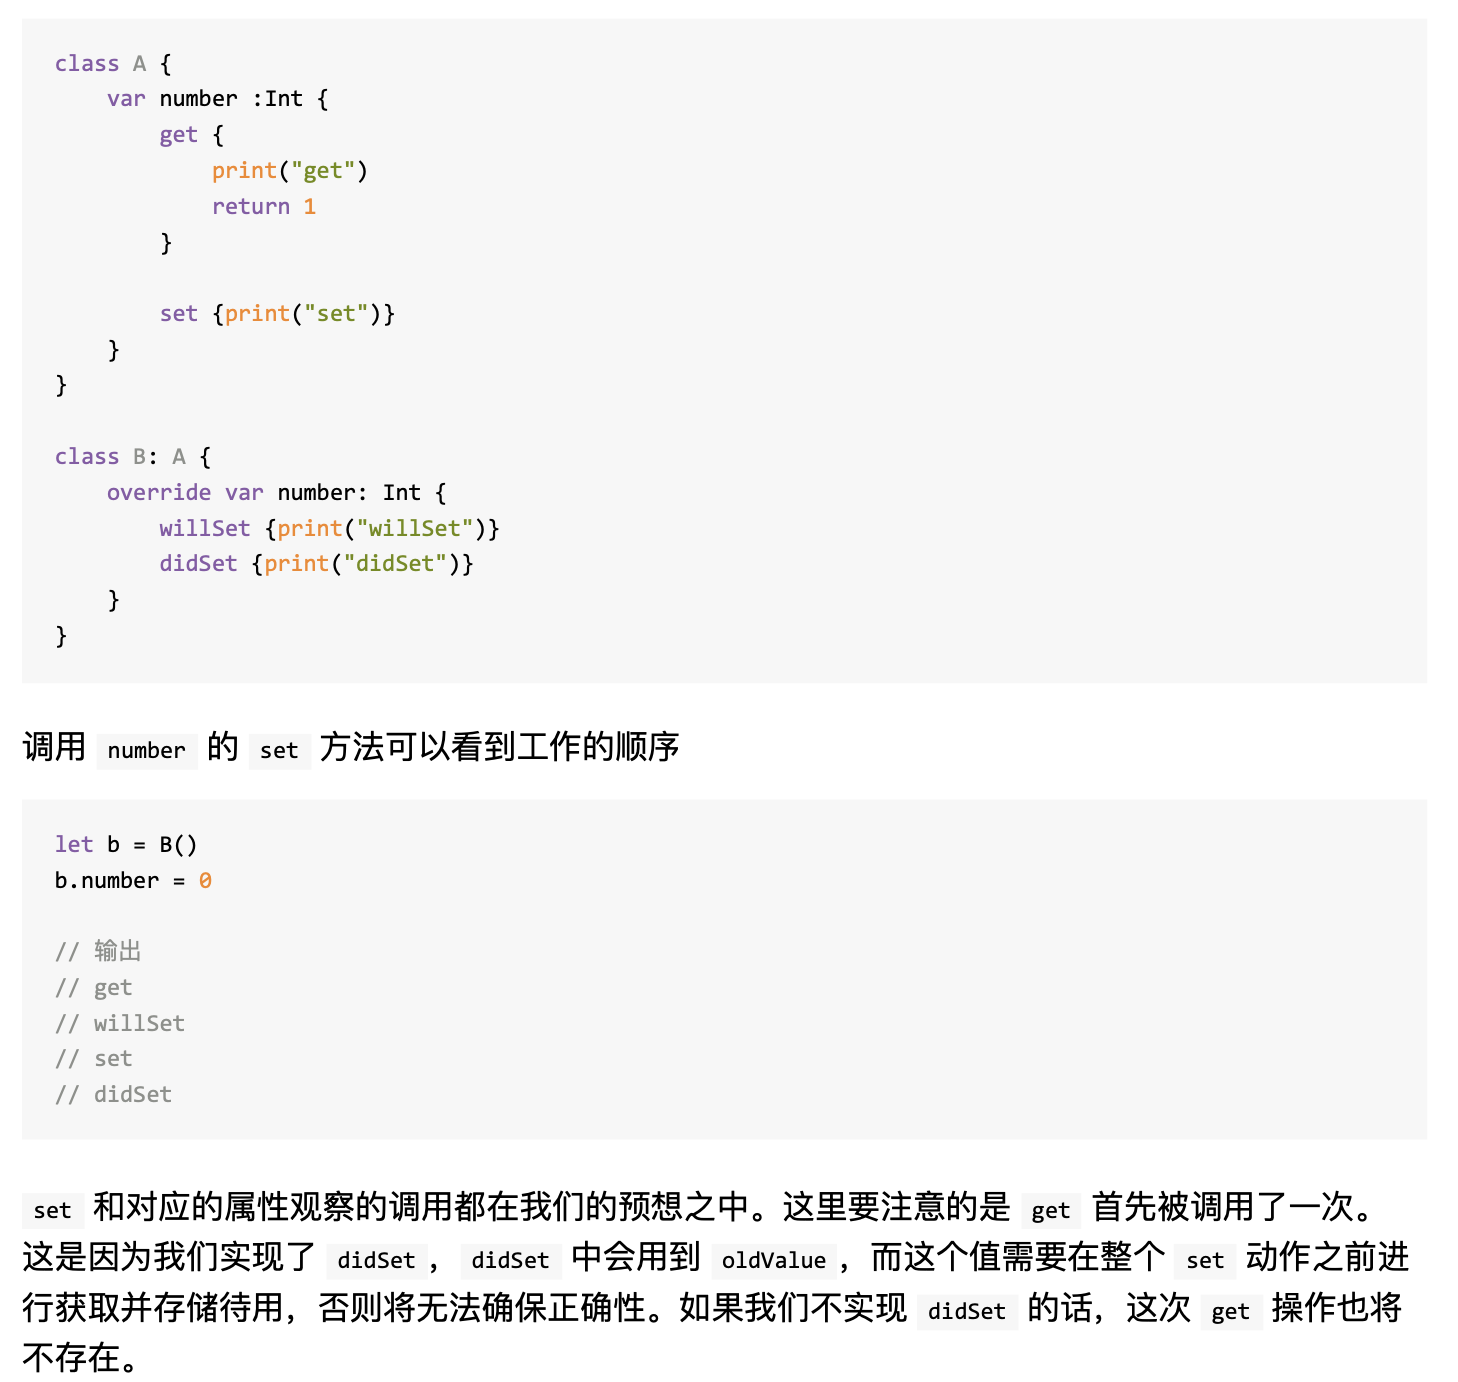 class A {
    var number :Int {
        get {
            print("get")
            return 1
        }

        set {print("set")}
    }
}

class B: A {
    override var number: Int {
        willSet {print("willSet")}
        didSet {print("didSet")}
    }
}

调用 number 的 set 方法可以看到工作的顺序

let b = B()
b.number = 0

// 输出
// get
// willSet
// set
// didSet

set 和对应的属性观察的调用都在我们的预想之中。这里要注意的是 get 首先被调用了一次。
这是因为我们实现了 didSet，didSet 中会用到 oldValue，而这个值需要在整个 set 动作之前进
行获取并存储待用，否则将无法确保正确性。如果我们不实现 didSet 的话，这次 get 操作也将
不存在。